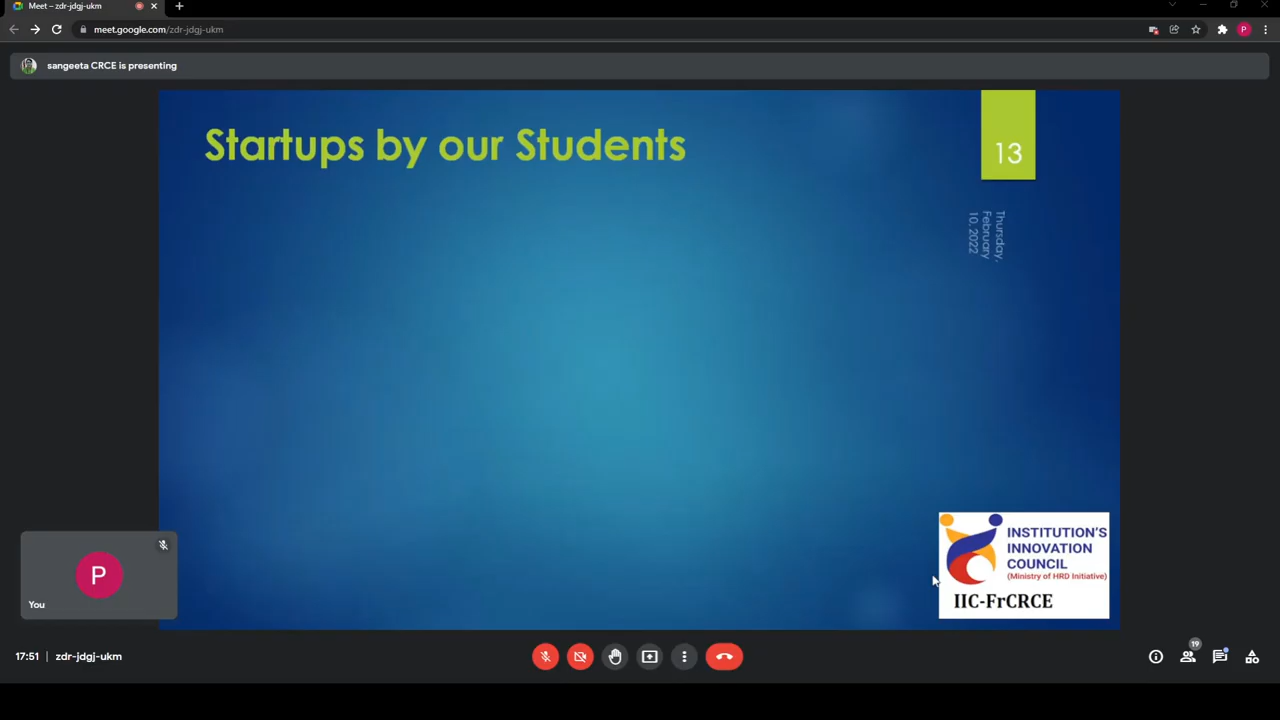 Meet – zdr-jdgj-ukm
meet.google.com/zdr-jdgj-ukm
P
sangeeta CRCE is presenting
Startups by our Students
13
Thursday,
February
10, 2022
INSTITUTION'S
INNOVATION
COUNCIL
(Ministry of HRD Initiative)
IIC-FrCRCE
P
You
17:51 | zdr-jdgj-ukm
19